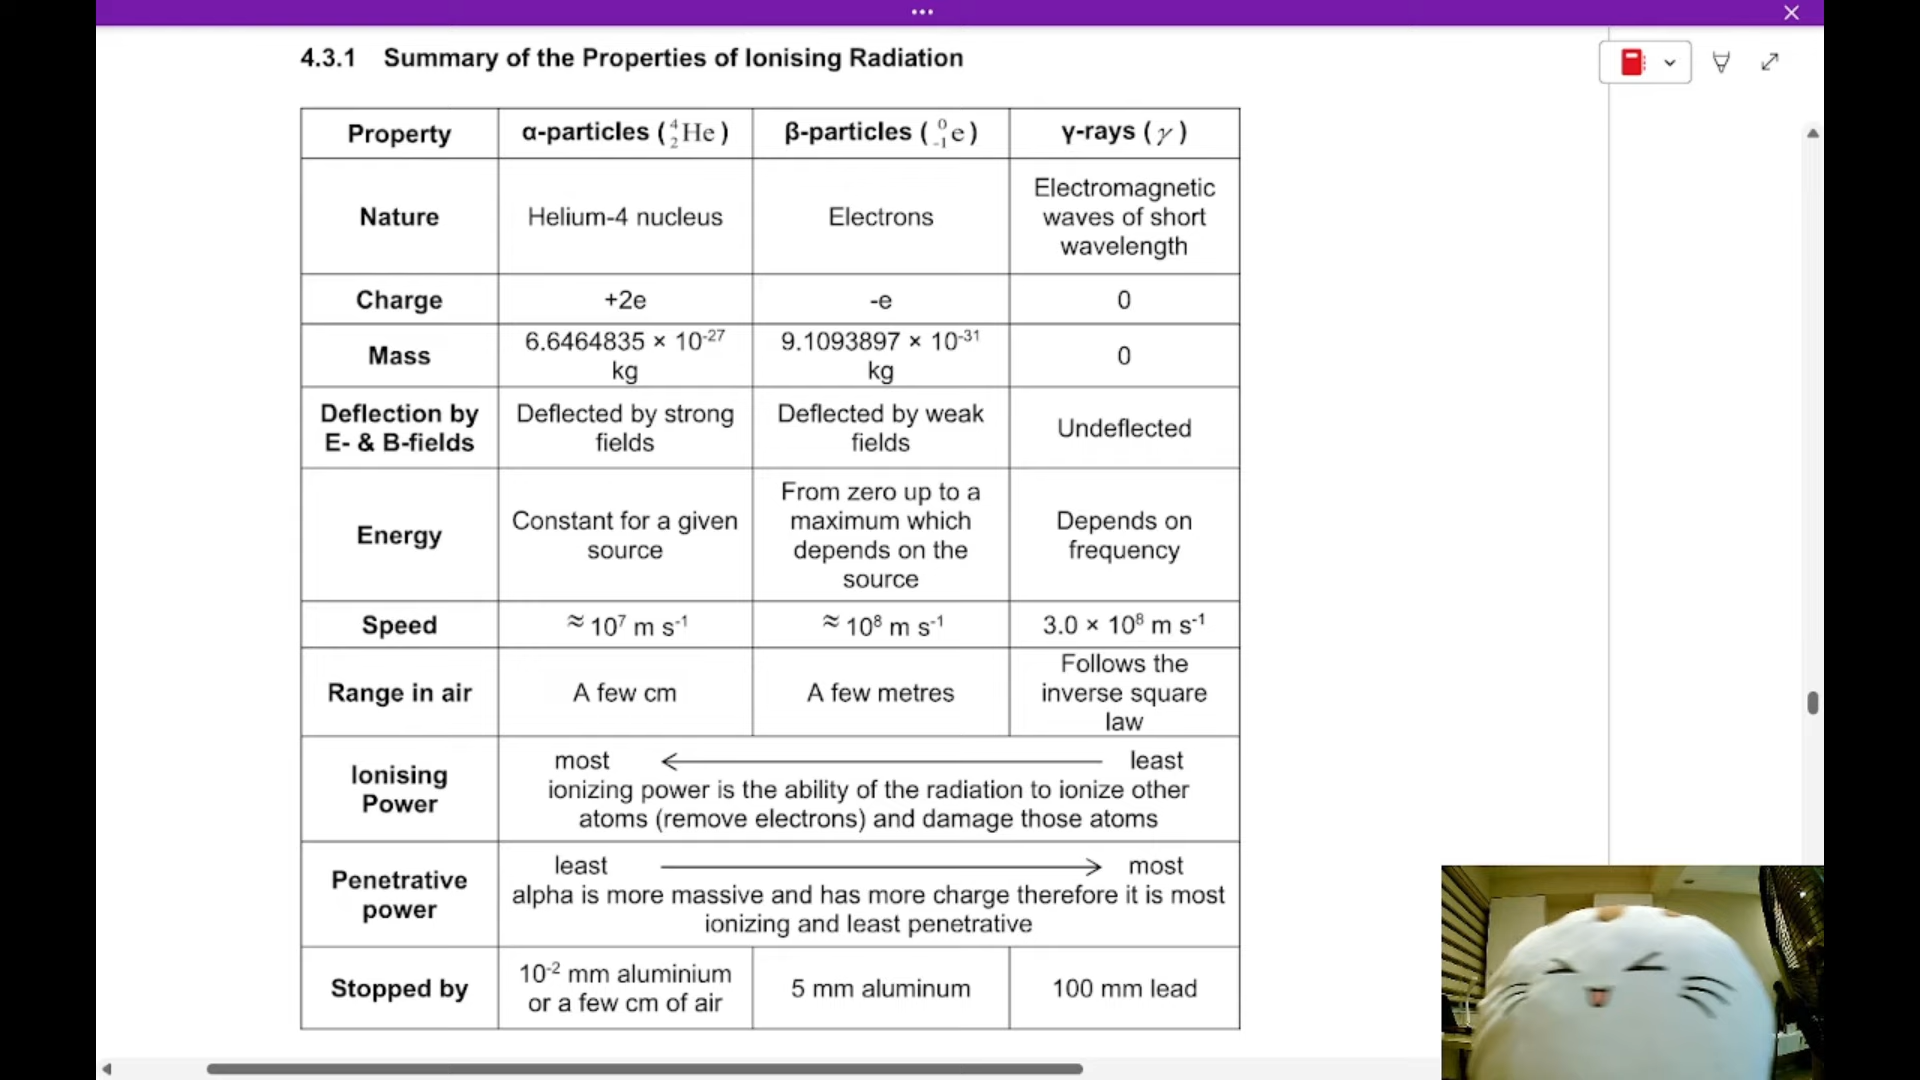 4.3.1 Summary of the Properties of Ionising Radiation
Property
α-particles (⁴₂He)
β-particles (⁰₋₁e)
γ-rays (γ)
Nature
Helium-4 nucleus
Electrons
Electromagnetic
waves of short
wavelength
Charge
+2e
-e
0
Mass
6.6464835 × 10⁻²⁷
kg
9.1093897 × 10⁻³¹
kg
0
Deflection by
E- & B-fields
Deflected by strong
fields
Deflected by weak
fields
Undeflected
Energy
Constant for a given
source
From zero up to a
maximum which
depends on the
source
Depends on
frequency
Speed
≈ 10⁷ m s⁻¹
≈ 10⁸ m s⁻¹
3.0 × 10⁸ m s⁻¹
Range in air
A few cm
A few metres
Follows the
inverse square
law
Ionising
Power
most ← least
ionizing power is the ability of the radiation to ionize other
atoms (remove electrons) and damage those atoms
Penetrative
power
least → most
alpha is more massive and has more charge therefore it is most
ionizing and least penetrative
Stopped by
10⁻² mm aluminium
or a few cm of air
5 mm aluminum
100 mm lead